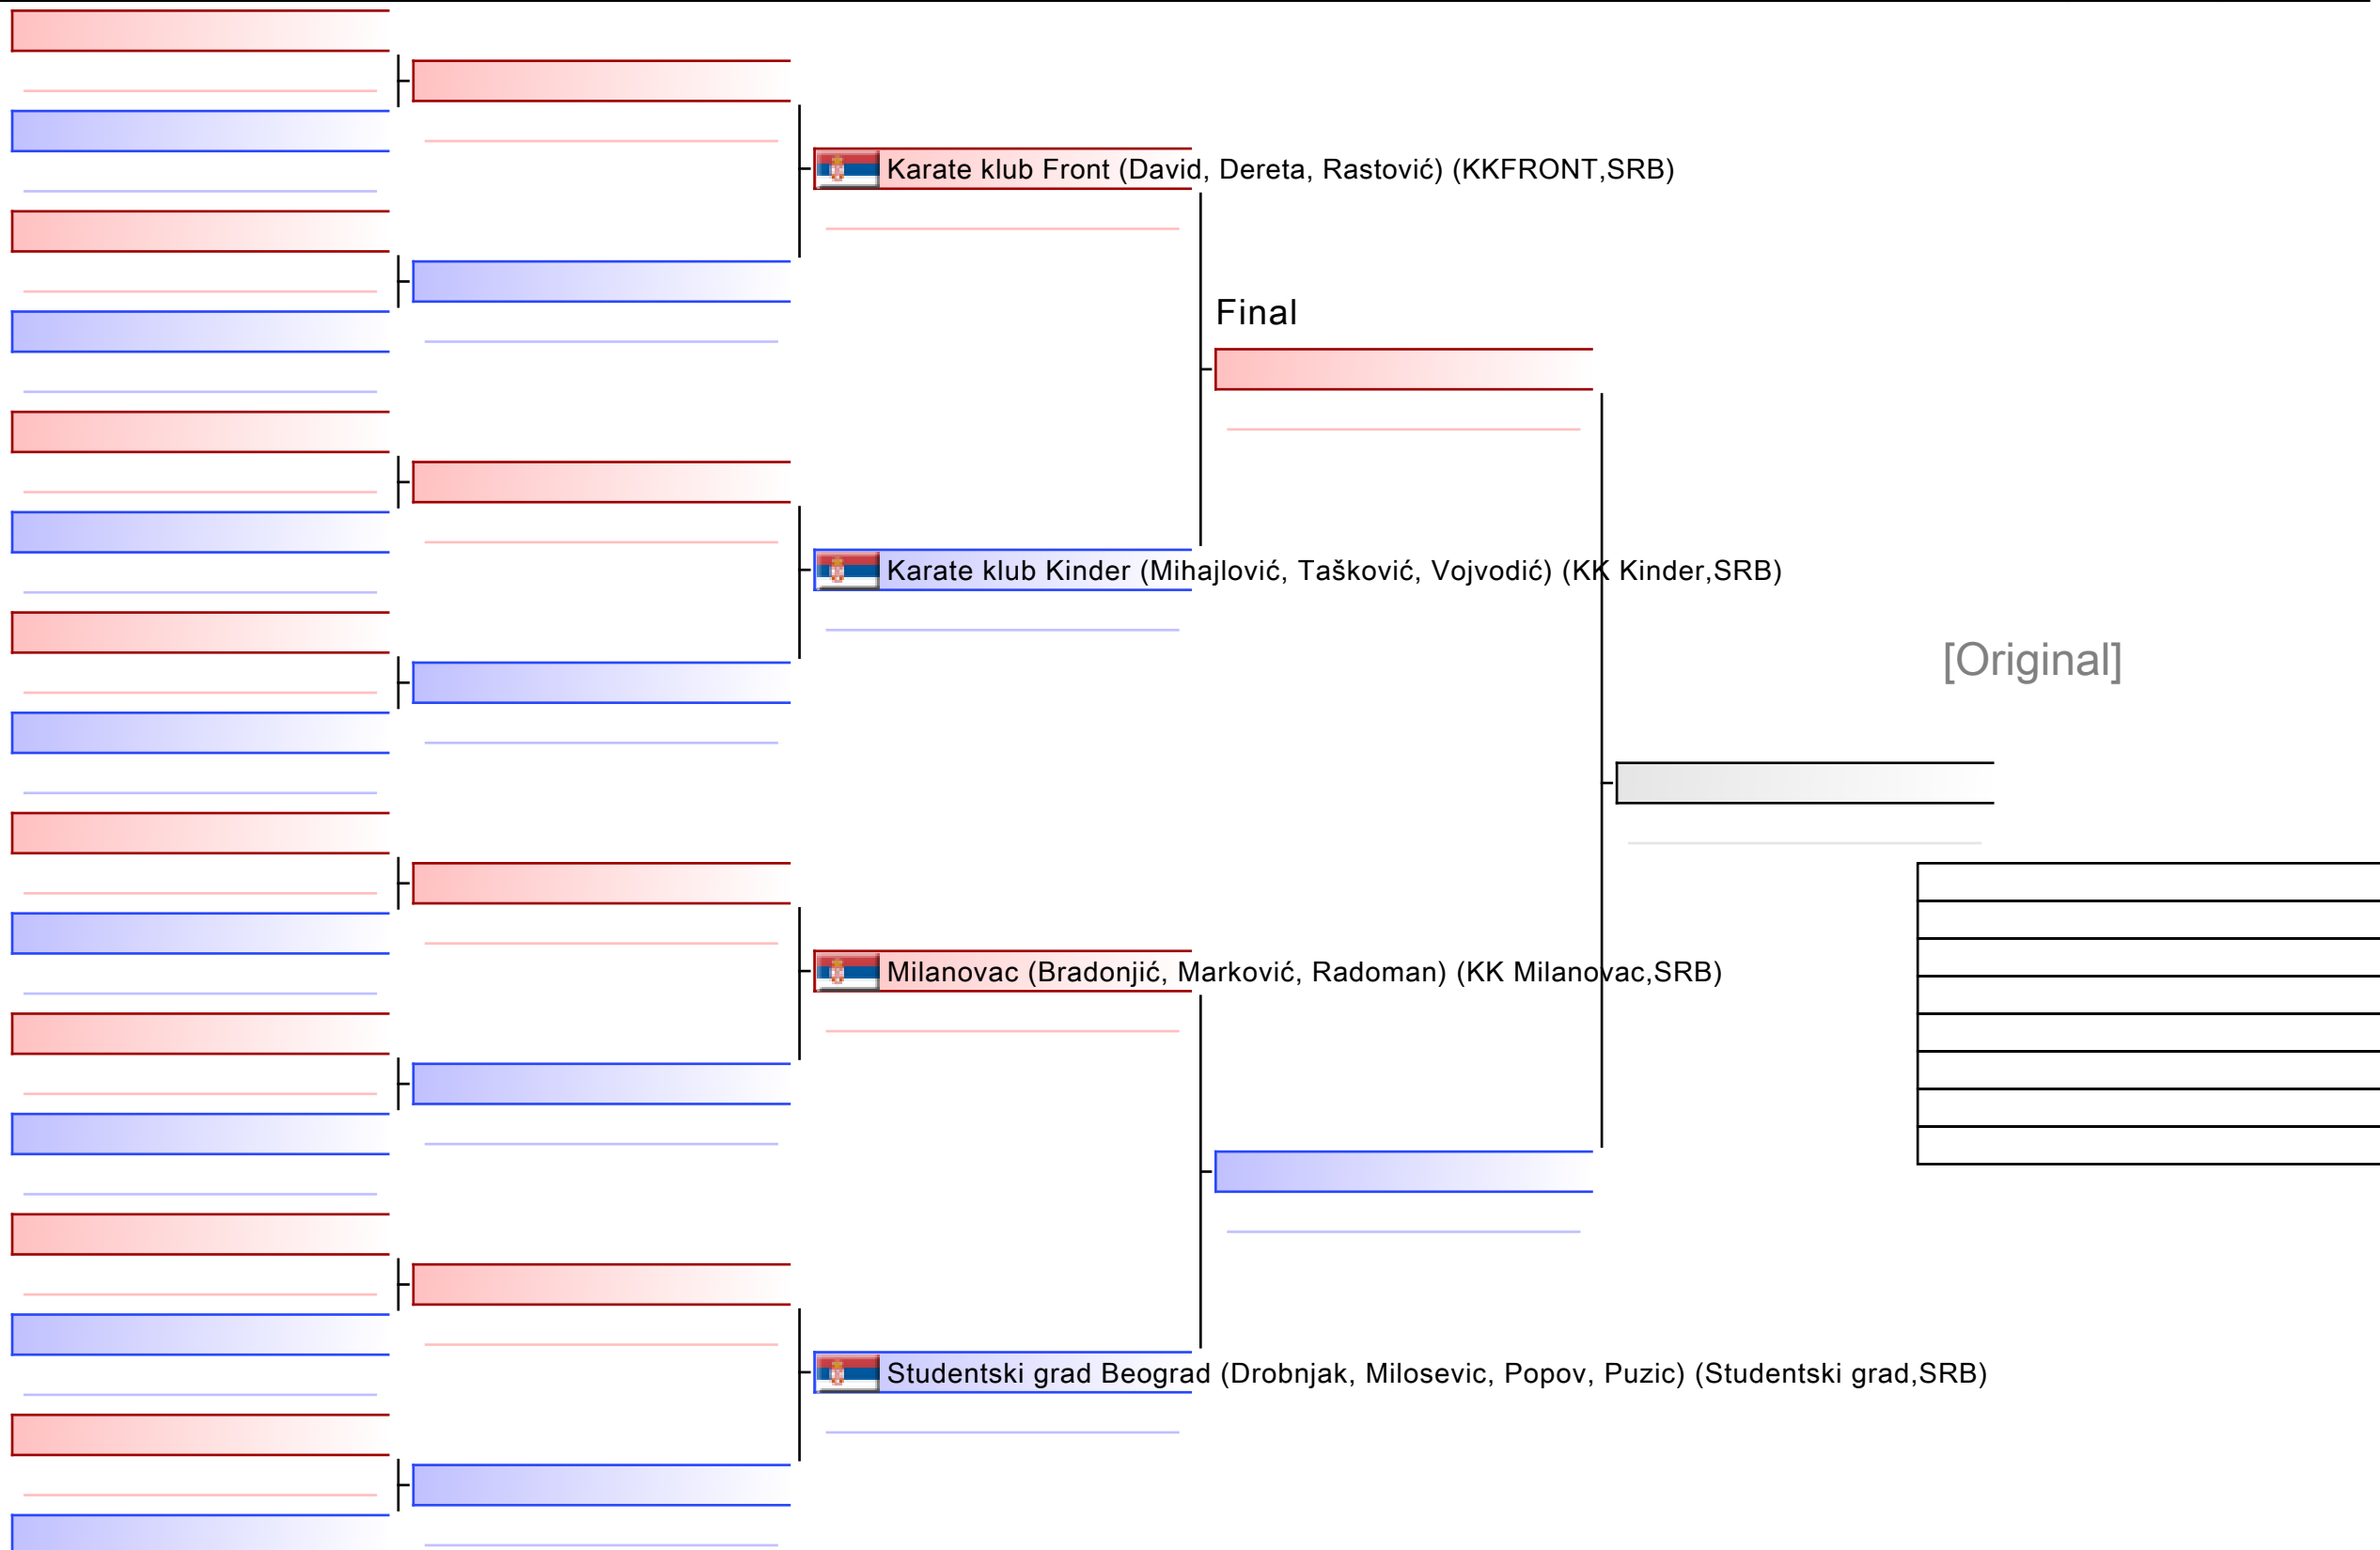 Karate klub Front (David, Dereta, Rastović) (KKFRONT,SRB)
Final
Karate klub Kinder (Mihajlović, Tašković, Vojvodić) (KK Kinder,SRB)
[Original]
Milanovac (Bradonjić, Marković, Radoman) (KK Milanovac,SRB)
Studentski grad Beograd (Drobnjak, Milosevic, Popov, Puzic) (Studentski grad,SRB)